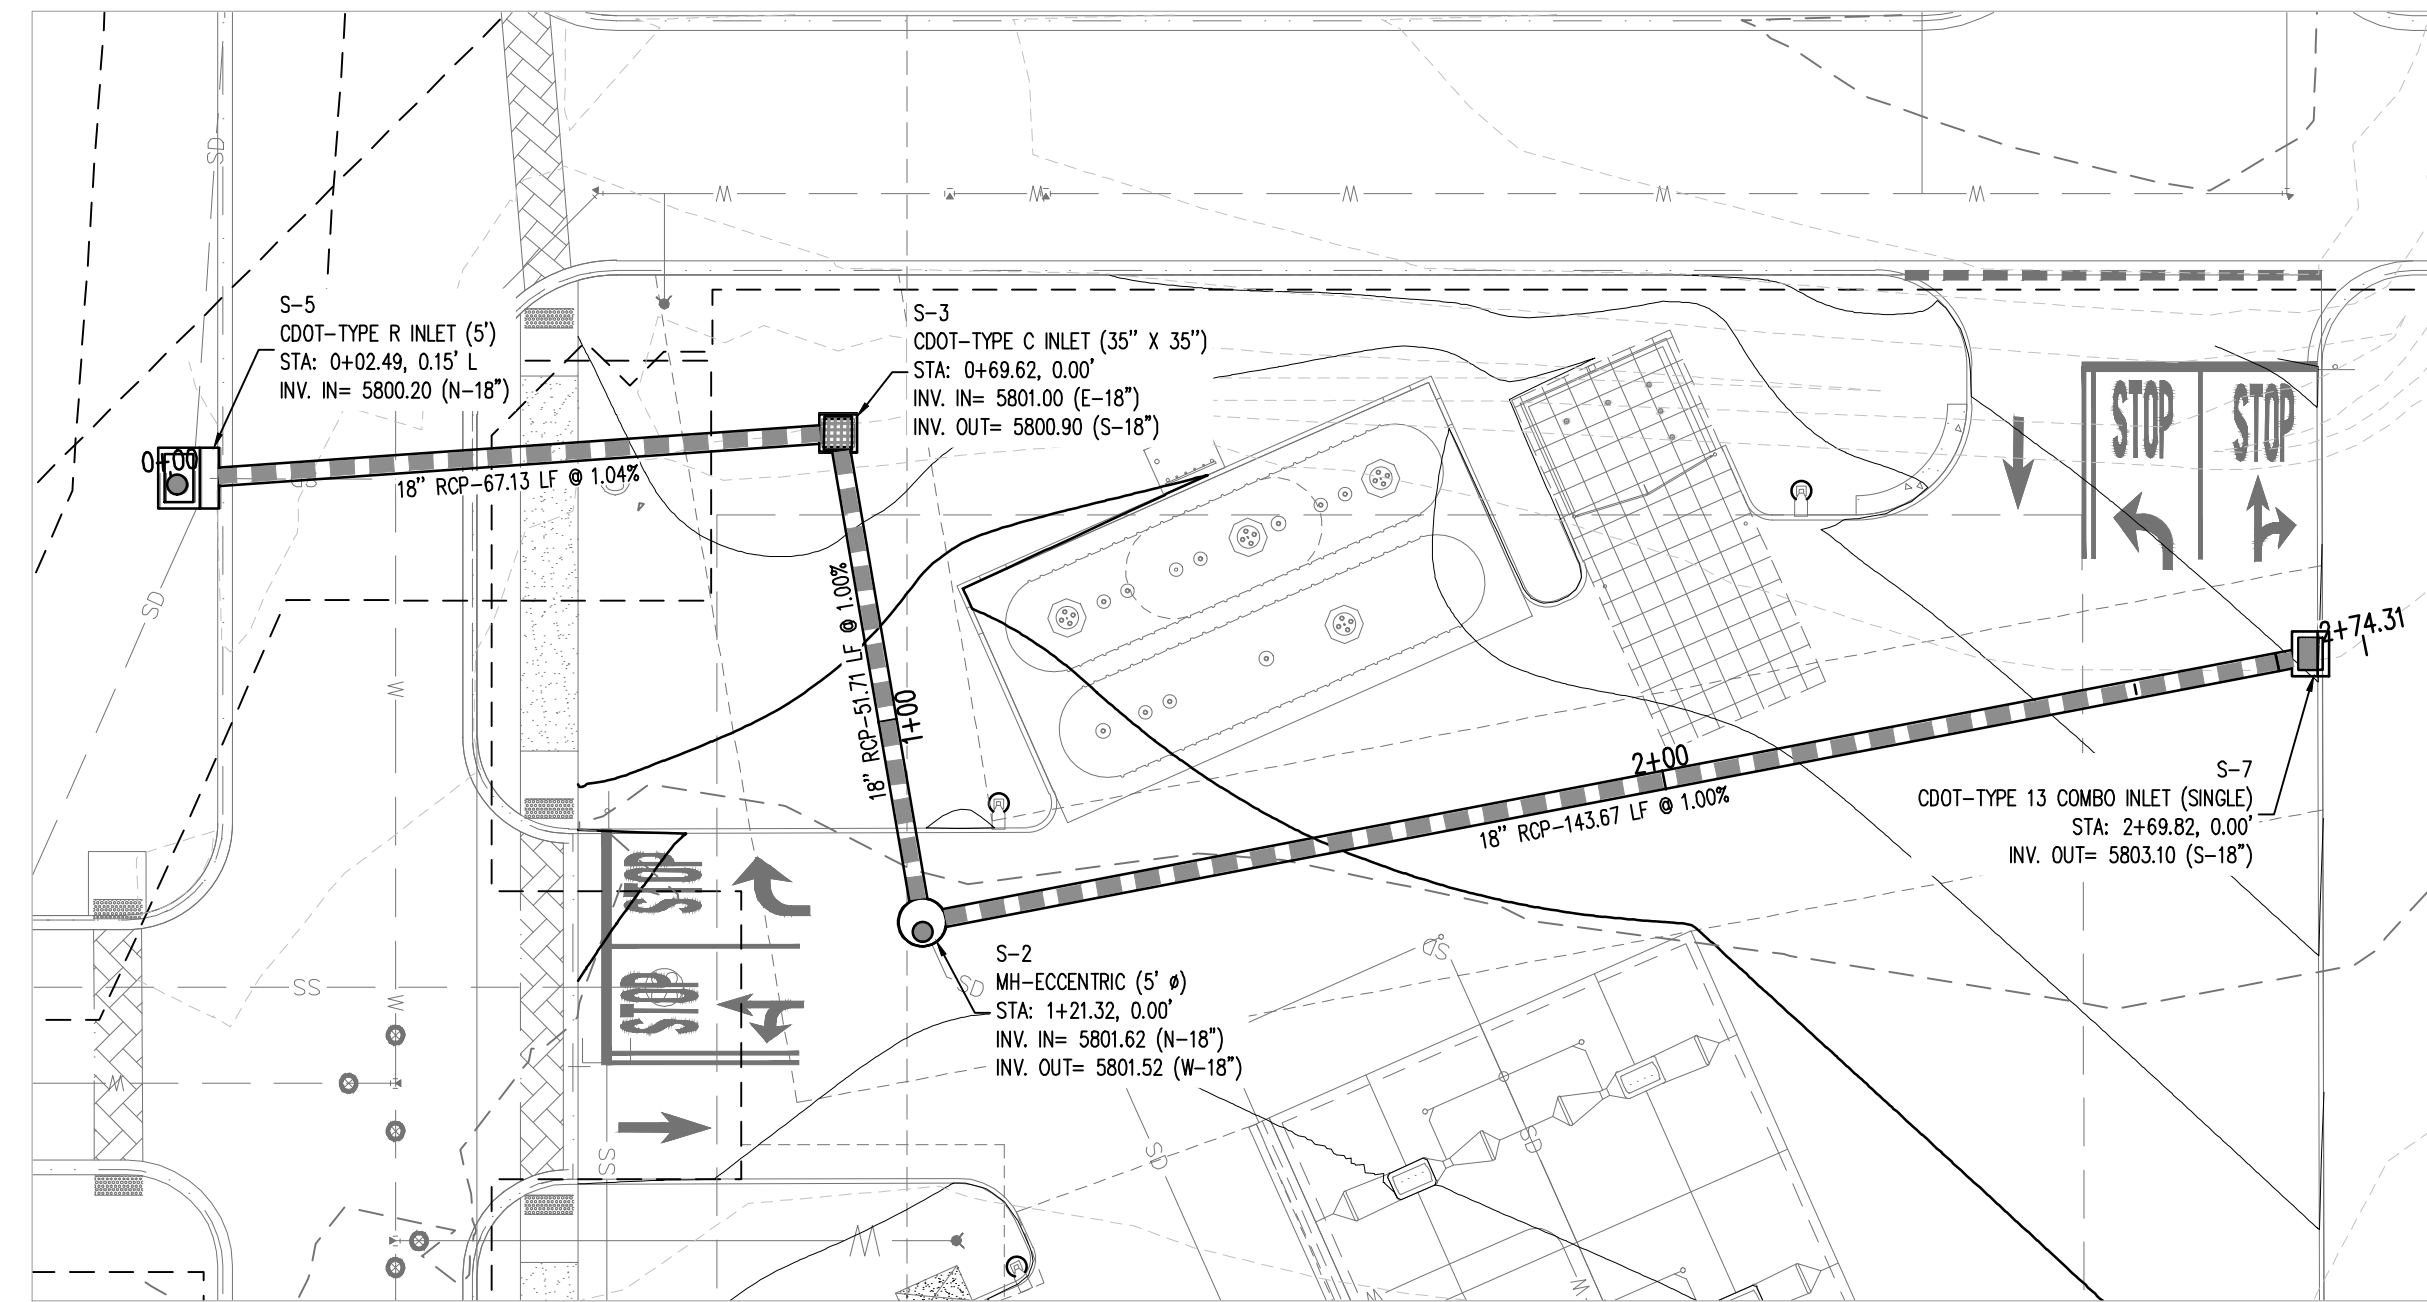 SD
W
W
W
W
W
S-5
CDOT-TYPE R INLET (5')
STA: 0+02.49, 0.15' L
INV. IN= 5800.20 (N-18")
S-3
CDOT-TYPE C INLET (35" X 35")
STA: 0+69.62, 0.00'
INV. IN= 5801.00 (E-18")
INV. OUT= 5800.90 (S-18")
STOP
STOP
0+00
SD
18" RCP-67.13 LF @ 1.04%
SD
18" RCP-51.71 LF @ 1.00%
1+00
W
2+74.31
2+00
18" RCP-143.67 LF @ 1.00%
S-7
CDOT-TYPE 13 COMBO INLET (SINGLE)
STA: 2+69.82, 0.00'
INV. OUT= 5803.10 (S-18")
STOP
STOP
SD
SD
SS
W
S-2
MH-ECCENTRIC (5' ø)
STA: 1+21.32, 0.00'
INV. IN= 5801.62 (N-18")
INV. OUT= 5801.52 (W-18")
W
SS
SD
SD
W
W
W